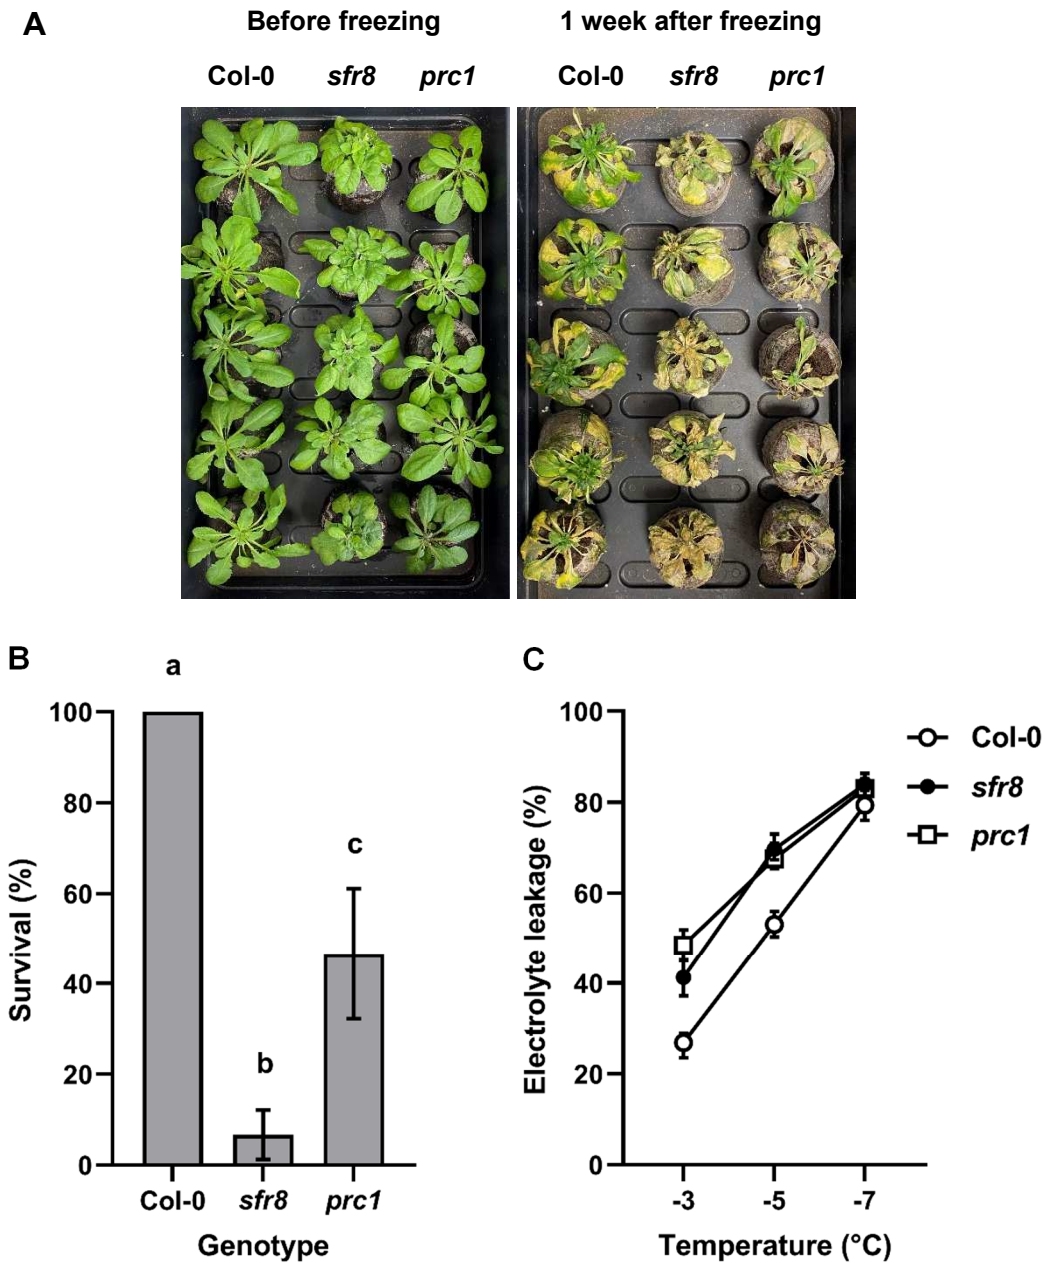 A
Before freezing
1 week after freezing
Col-0 sfr8 prc1
Col-0 sfr8 prc1
B
a
b
c
Survival (%)
100
80
60
40
20
0
Col-0 sfr8 prc1
Genotype
C
Electrolyte leakage (%)
100
80
60
40
20
0
-3 -5 -7
Temperature (°C)
Col-0
sfr8
prc1